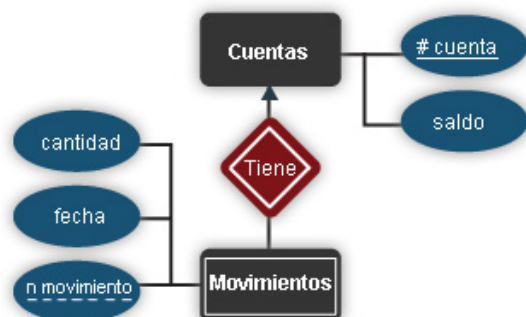 Cuentas
# cuenta
saldo
cantidad
Tiene
fecha
n movimiento
Movimientos